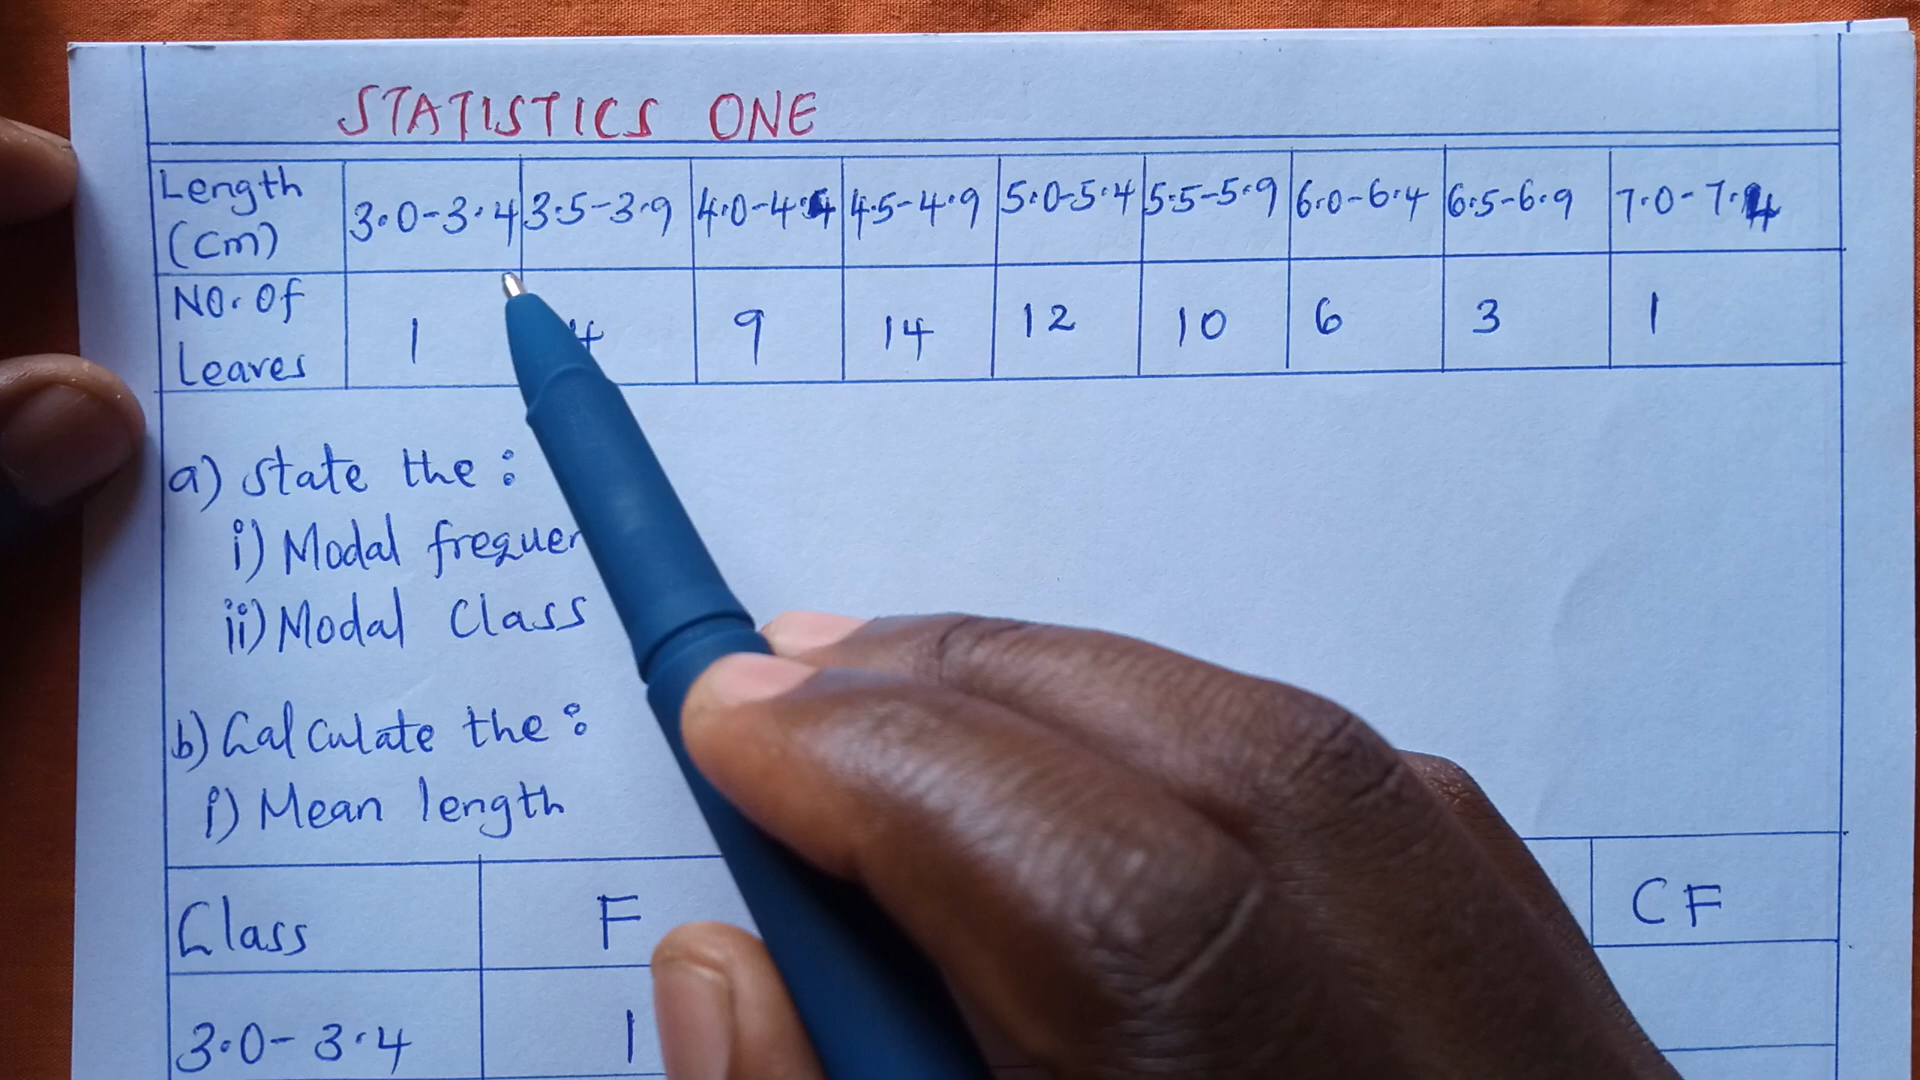 STATISTICS ONE
Length (Cm) 3.0-3.4 3.5-3.9 4.0-4.4 4.5-4.9 5.0-5.4 5.5-5.9 6.0-6.4 6.5-6.9 7.0-7.4
No. Of Leaves 1 9 14 12 10 6 3 1
a) State the :
i) Modal
ii) Modal Class
b) Calculate the :
i) Mean length
Class F CF
3.0-3.4 1